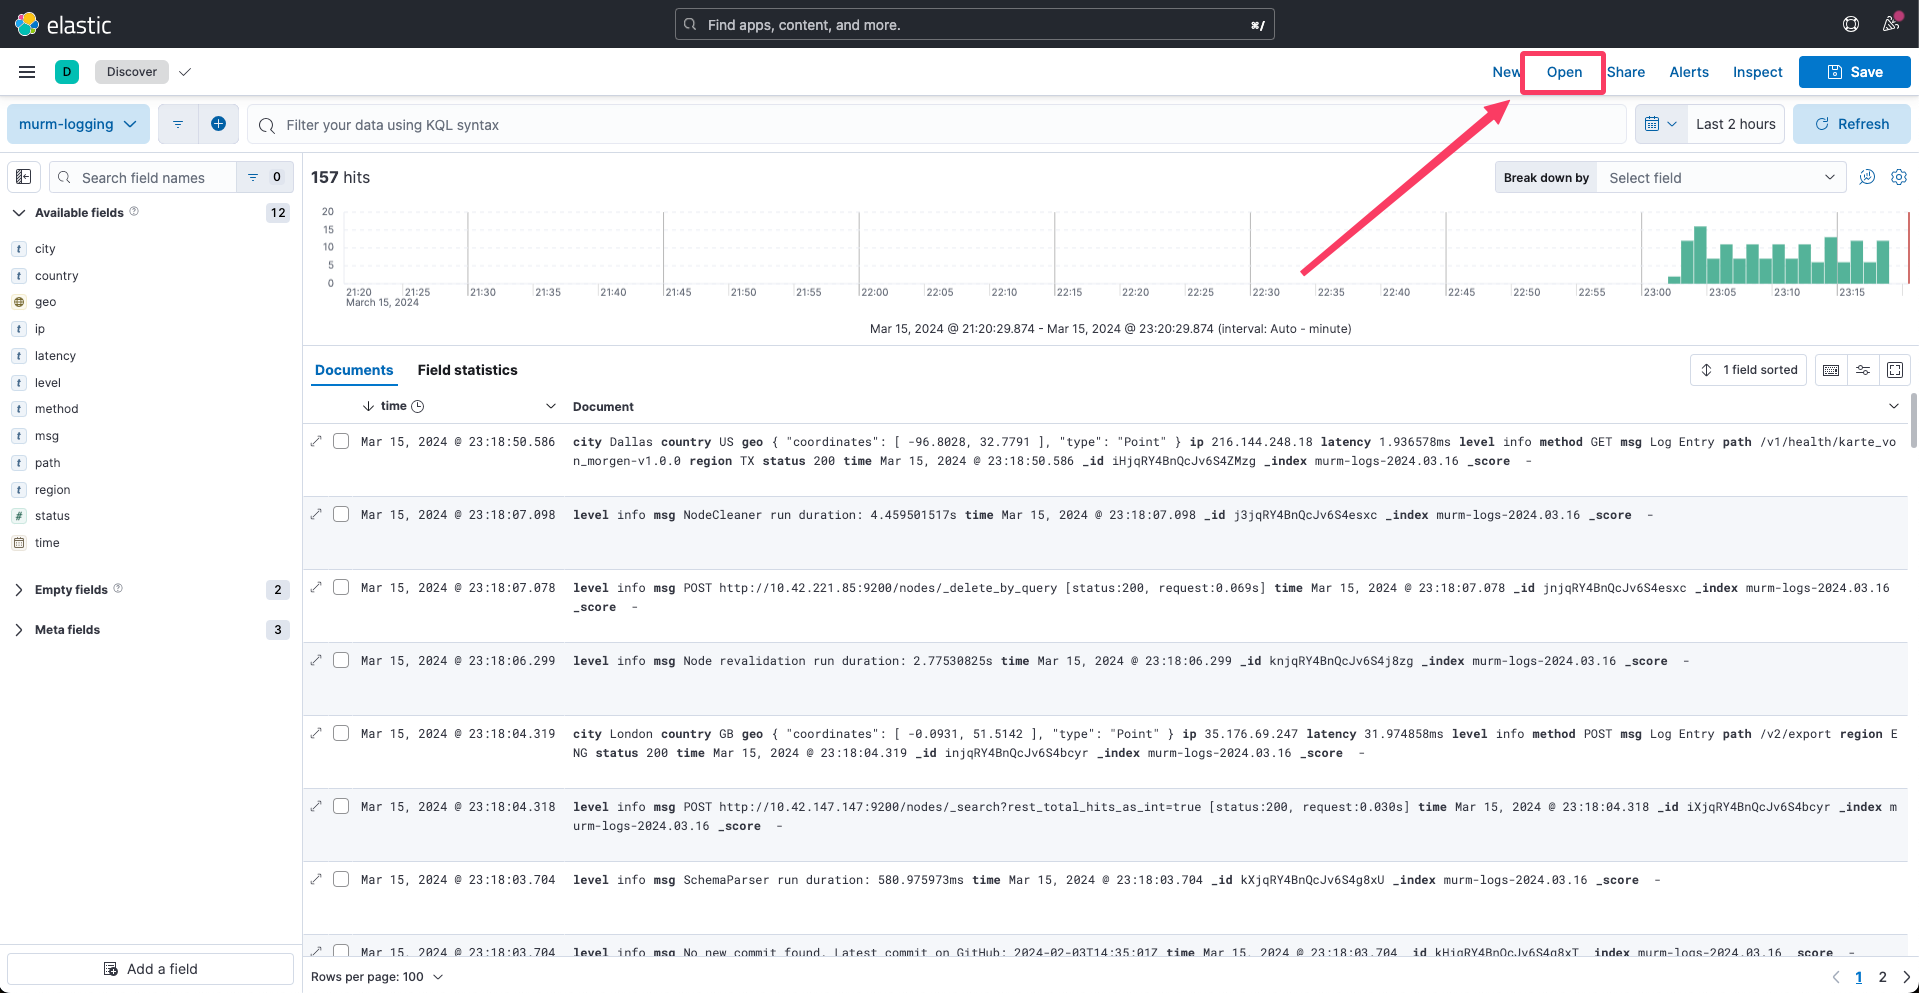 elastic
Find apps, content, and more.
⌘/
D
Discover
New
Open
Share
Alerts
Inspect
Save
murm-logging
Filter your data using KQL syntax
Last 2 hours
Refresh
Search field names
0
157 hits
Break down by
Select field
Available fields
12
t city
t country
geo
t ip
t latency
t level
t method
t msg
t path
t region
# status
time
Empty fields
2
Meta fields
3
Add a field
20
15
10
5
0
21:20 21:25 21:30 21:35 21:40 21:45 21:50 21:55 22:00 22:05 22:10 22:15 22:20 22:25 22:30 22:35 22:40 22:45 22:50 22:55 23:00 23:05 23:10 23:15
March 15, 2024
Mar 15, 2024 @ 21:20:29.874 - Mar 15, 2024 @ 23:20:29.874 (interval: Auto - minute)
Documents
Field statistics
1 field sorted
time
Document
Mar 15, 2024 @ 23:18:50.586 city Dallas country US geo { "coordinates": [ -96.8028, 32.7791 ], "type": "Point" } ip 216.144.248.18 latency 1.936578ms level info method GET msg Log Entry path /v1/health/karte_vo
n_morgen-v1.0.0 region TX status 200 time Mar 15, 2024 @ 23:18:50.586 _id iHjqRY4BnQcJv6S4ZMzg _index murm-logs-2024.03.16 _score -
Mar 15, 2024 @ 23:18:07.098 level info msg NodeCleaner run duration: 4.459501517s time Mar 15, 2024 @ 23:18:07.098 _id j3jqRY4BnQcJv6S4esxc _index murm-logs-2024.03.16 _score -
Mar 15, 2024 @ 23:18:07.078 level info msg POST http://10.42.221.85:9200/nodes/_delete_by_query [status:200, request:0.069s] time Mar 15, 2024 @ 23:18:07.078 _id jnjqRY4BnQcJv6S4esxc _index murm-logs-2024.03.16
_score -
Mar 15, 2024 @ 23:18:06.299 level info msg Node revalidation run duration: 2.77530825s time Mar 15, 2024 @ 23:18:06.299 _id knjqRY4BnQcJv6S4j8zg _index murm-logs-2024.03.16 _score -
Mar 15, 2024 @ 23:18:04.319 city London country GB geo { "coordinates": [ -0.0931, 51.5142 ], "type": "Point" } ip 35.176.69.247 latency 31.974858ms level info method POST msg Log Entry path /v2/export region E
NG status 200 time Mar 15, 2024 @ 23:18:04.319 _id injqRY4BnQcJv6S4bcyr _index murm-logs-2024.03.16 _score -
Mar 15, 2024 @ 23:18:04.318 level info msg POST http://10.42.147.147:9200/nodes/_search?rest_total_hits_as_int=true [status:200, request:0.030s] time Mar 15, 2024 @ 23:18:04.318 _id iXjqRY4BnQcJv6S4bcyr _index m
urm-logs-2024.03.16 _score -
Mar 15, 2024 @ 23:18:03.704 level info msg SchemaParser run duration: 580.975973ms time Mar 15, 2024 @ 23:18:03.704 _id kXjqRY4BnQcJv6S4g8xU _index murm-logs-2024.03.16 _score -
Mar 15, 2024 @ 23:18:03.704 level info msg No new commit found. Latest commit on GitHub: 2024-02-03T14:35:01Z time Mar 15, 2024 @ 23:18:03.704 _id kHjqRY4BnQcJv6S4g8xT _index murm-logs-2024.03.16 _score -
Rows per page: 100
1 2